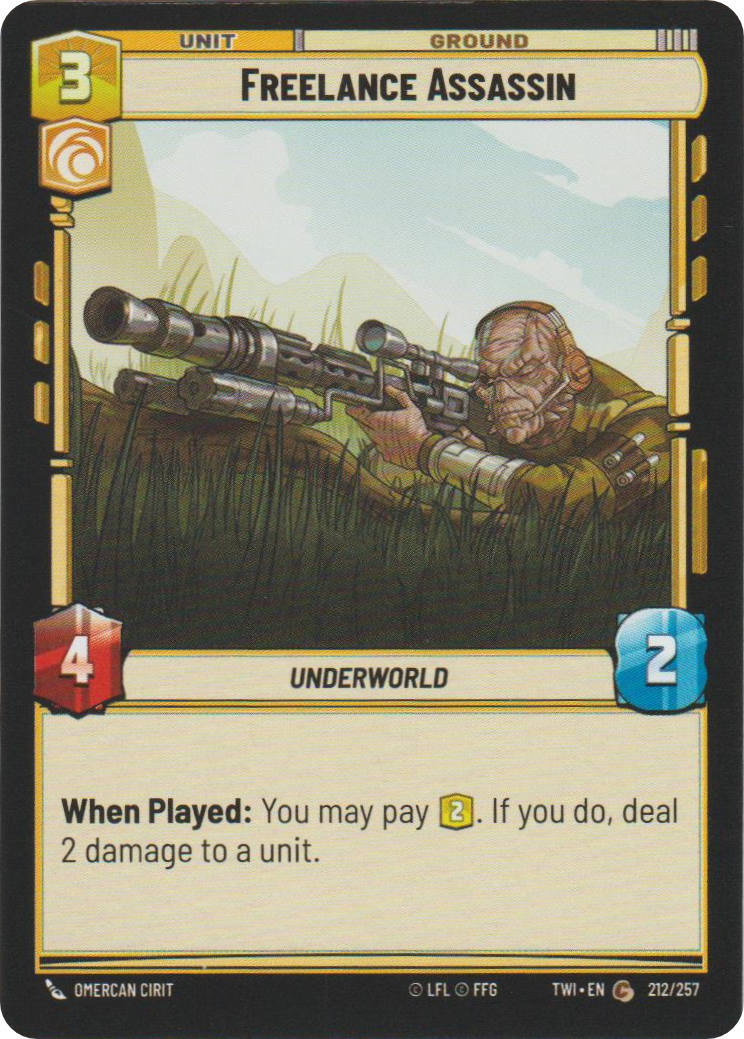 UNIT
GROUND
3
FREELANCE ASSASSIN
4
UNDERWORLD
2
When Played: You may pay 2. If you do, deal
2 damage to a unit.
OMERCAN CIRIT
© LFL © FFG
TWI • EN C 212/257